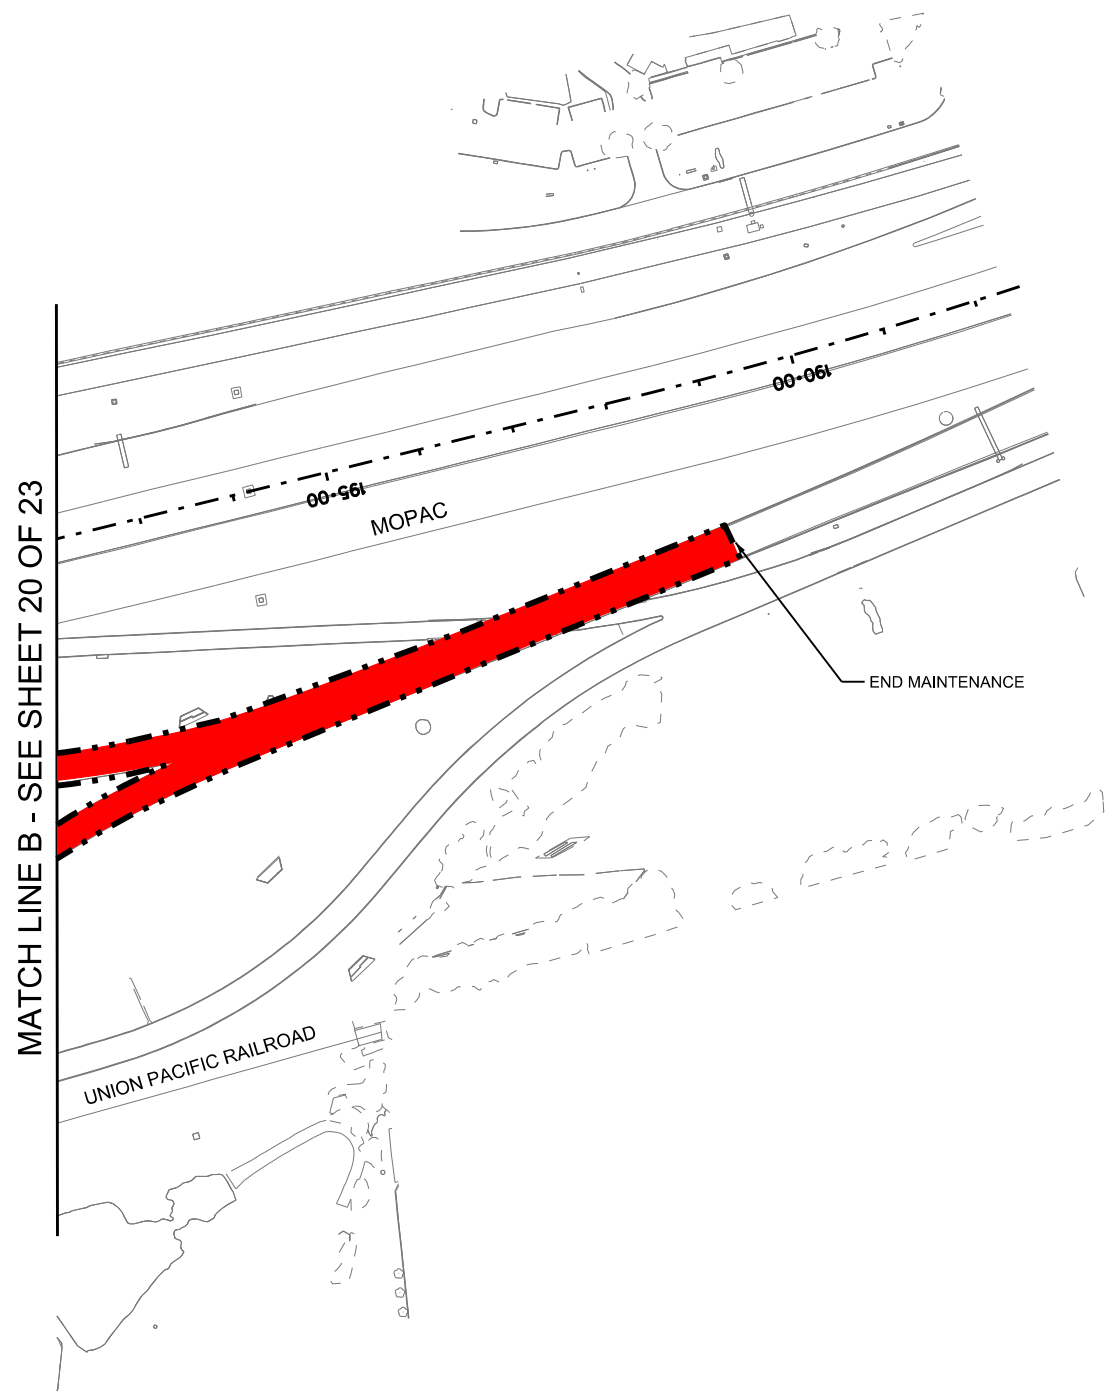 190+00
195+00
MOPAC
MATCH LINE B - SEE SHEET 20 OF 23
END MAINTENANCE
UNION PACIFIC RAILROAD